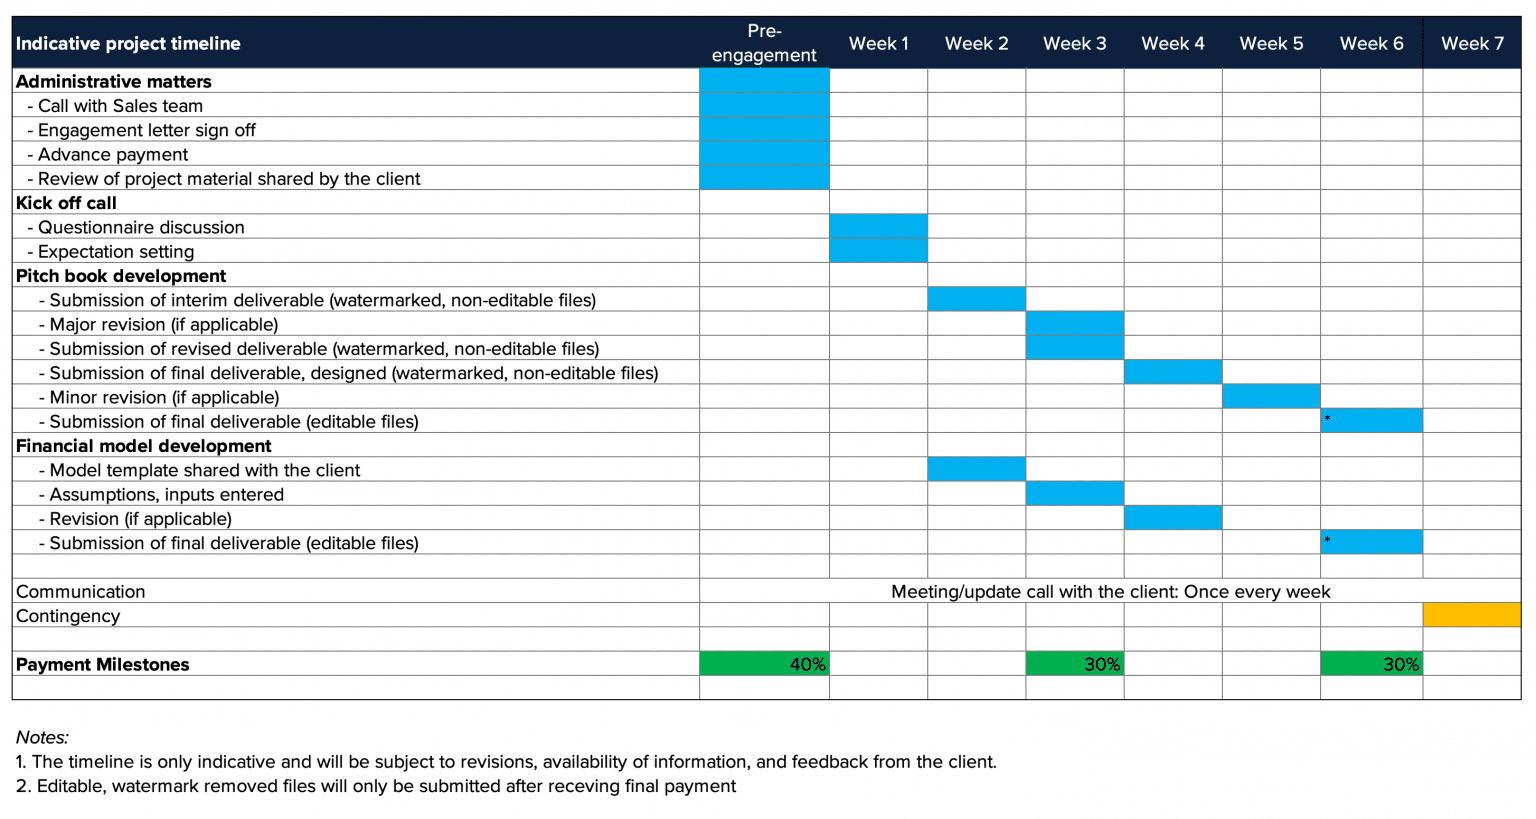 Indicative project timeline Pre-engagement Week 1 Week 2 Week 3 Week 4 Week 5 Week 6 Week 7
Administrative matters
- Call with Sales team
- Engagement letter sign off
- Advance payment
- Review of project material shared by the client
Kick off call
- Questionnaire discussion
- Expectation setting
Pitch book development
- Submission of interim deliverable (watermarked, non-editable files)
- Major revision (if applicable)
- Submission of revised deliverable (watermarked, non-editable files)
- Submission of final deliverable, designed (watermarked, non-editable files)
- Minor revision (if applicable)
- Submission of final deliverable (editable files) *
Financial model development
- Model template shared with the client
- Assumptions, inputs entered
- Revision (if applicable)
- Submission of final deliverable (editable files) *
Communication Meeting/update call with the client: Once every week
Contingency
Payment Milestones 40% 30% 30%
Notes:
1. The timeline is only indicative and will be subject to revisions, availability of information, and feedback from the client.
2. Editable, watermark removed files will only be submitted after receving final payment